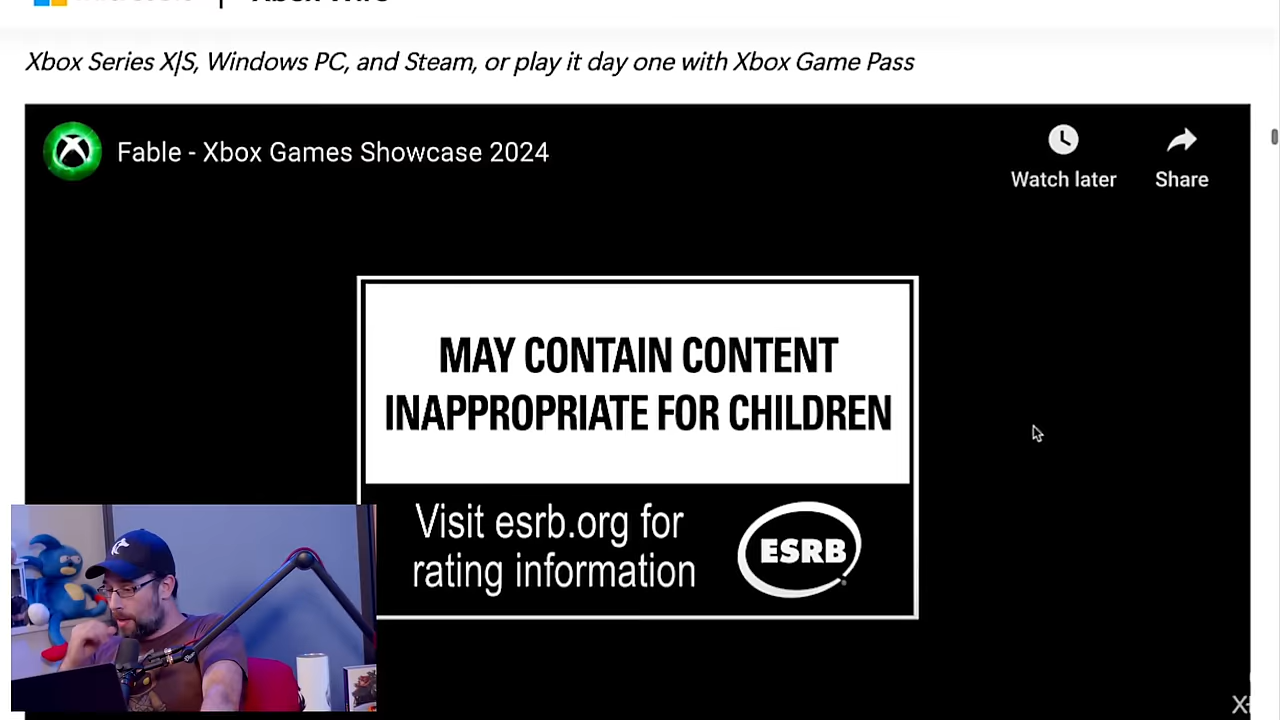 Xbox Series X|S, Windows PC, and Steam, or play it day one with Xbox Game Pass
Fable - Xbox Games Showcase 2024
Watch later
Share
MAY CONTAIN CONTENT
INAPPROPRIATE FOR CHILDREN
Visit esrb.org for
rating information
ESRB